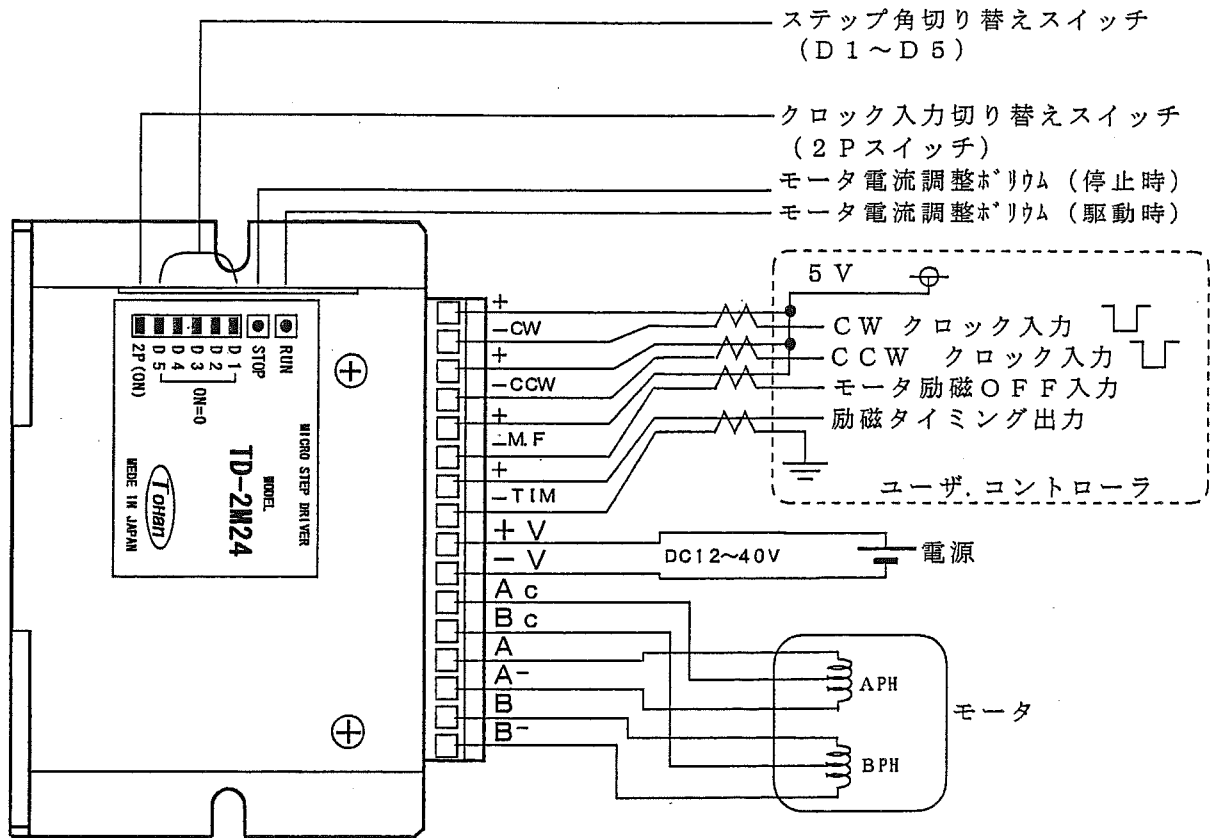 ステップ角切り替えスイッチ
(D1～D5)
クロック入力切り替えスイッチ
(2Pスイッチ)
モータ電流調整ﾎﾞﾘｳﾑ (停止時)
モータ電流調整ﾎﾞﾘｳﾑ (駆動時)
RUN
STOP
D1
D2
D3
D4
D5
2P(ON)
ON=0
MICRO STEP DRIVER
MODEL
TD-2M24
Tohan
MEDE IN JAPAN
+
-CW
+
-CCW
+
-M.F
+
-TIM
+V
-V
Ac
Bc
A
A-
B
B-
5V
CW クロック入力
CCW クロック入力
モータ励磁OFF入力
励磁タイミング出力
ユーザ.コントローラ
DC12~40V
電源
APH
BPH
モータ